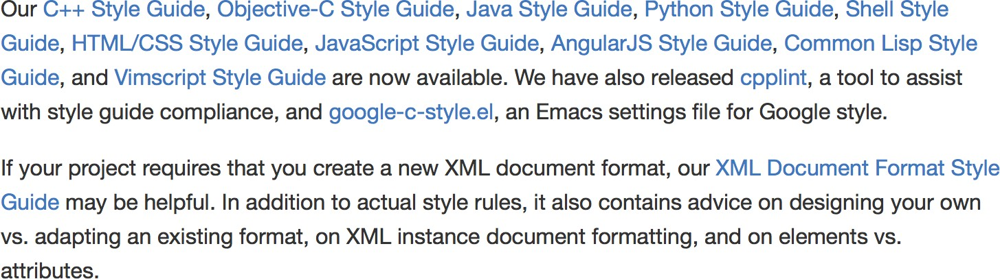 Our C++ Style Guide, Objective-C Style Guide, Java Style Guide, Python Style Guide, Shell Style
Guide, HTML/CSS Style Guide, JavaScript Style Guide, AngularJS Style Guide, Common Lisp Style
Guide, and Vimscript Style Guide are now available. We have also released cpplint, a tool to assist
with style guide compliance, and google-c-style.el, an Emacs settings file for Google style.
If your project requires that you create a new XML document format, our XML Document Format Style
Guide may be helpful. In addition to actual style rules, it also contains advice on designing your own
vs. adapting an existing format, on XML instance document formatting, and on elements vs.
attributes.